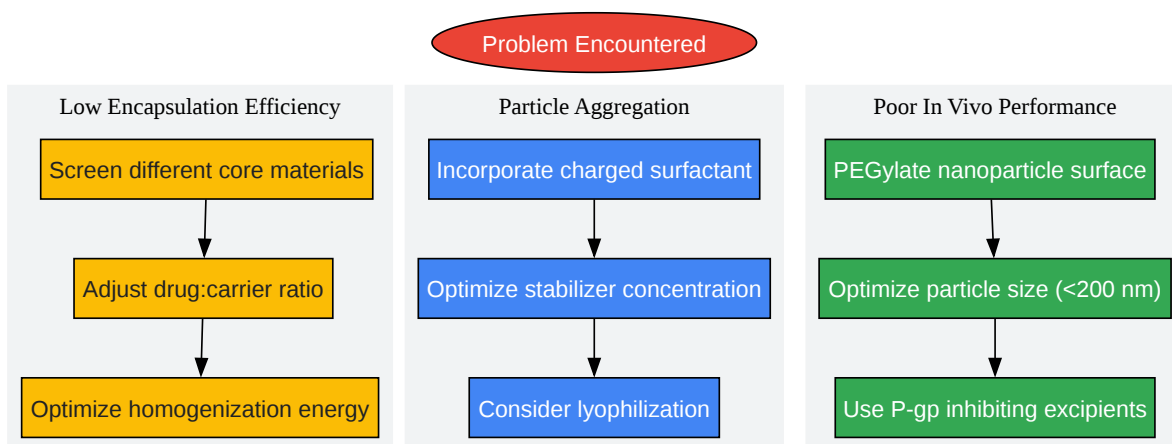 Problem Encountered
Low Encapsulation Efficiency
Screen different core materials
Adjust drug:carrier ratio
Optimize homogenization energy
Particle Aggregation
Incorporate charged surfactant
Optimize stabilizer concentration
Consider lyophilization
Poor In Vivo Performance
PEGylate nanoparticle surface
Optimize particle size (<200 nm)
Use P-gp inhibiting excipients